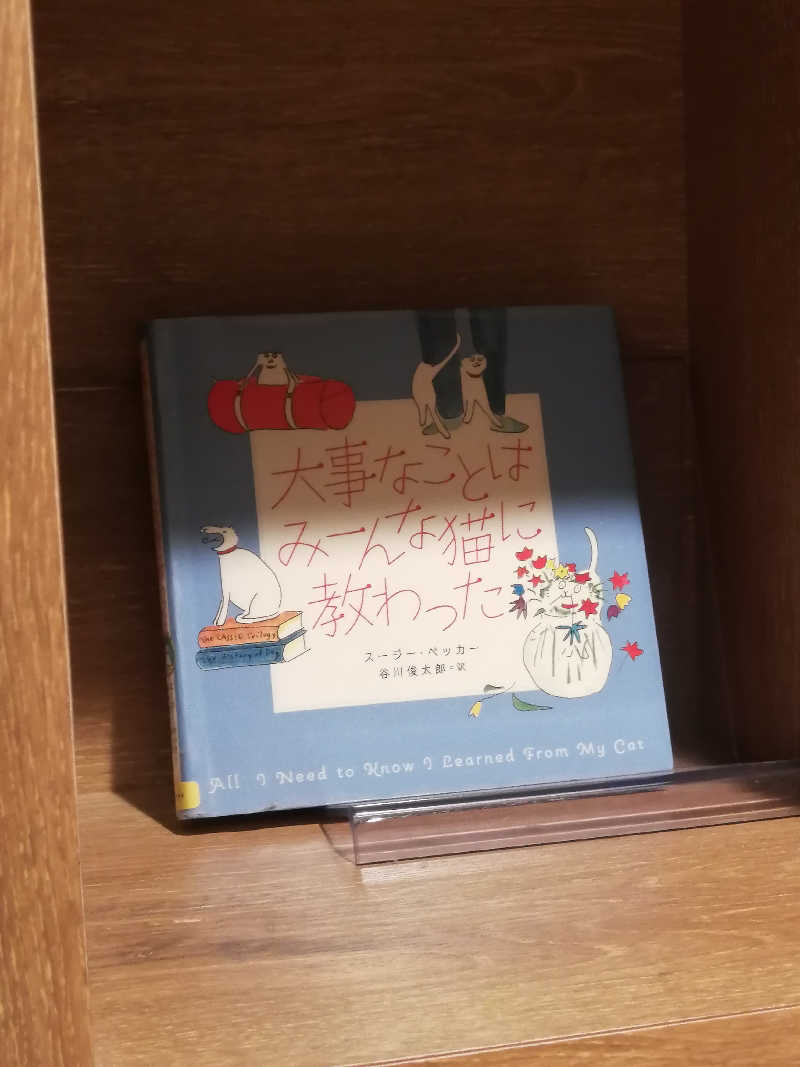 大事なことは
みーんな猫に
教わった
スージー・ベッカー
谷川俊太郎=訳
The CLASSIC Trilogy
The History of Dog
All I Need to Know I Learned From My Cat